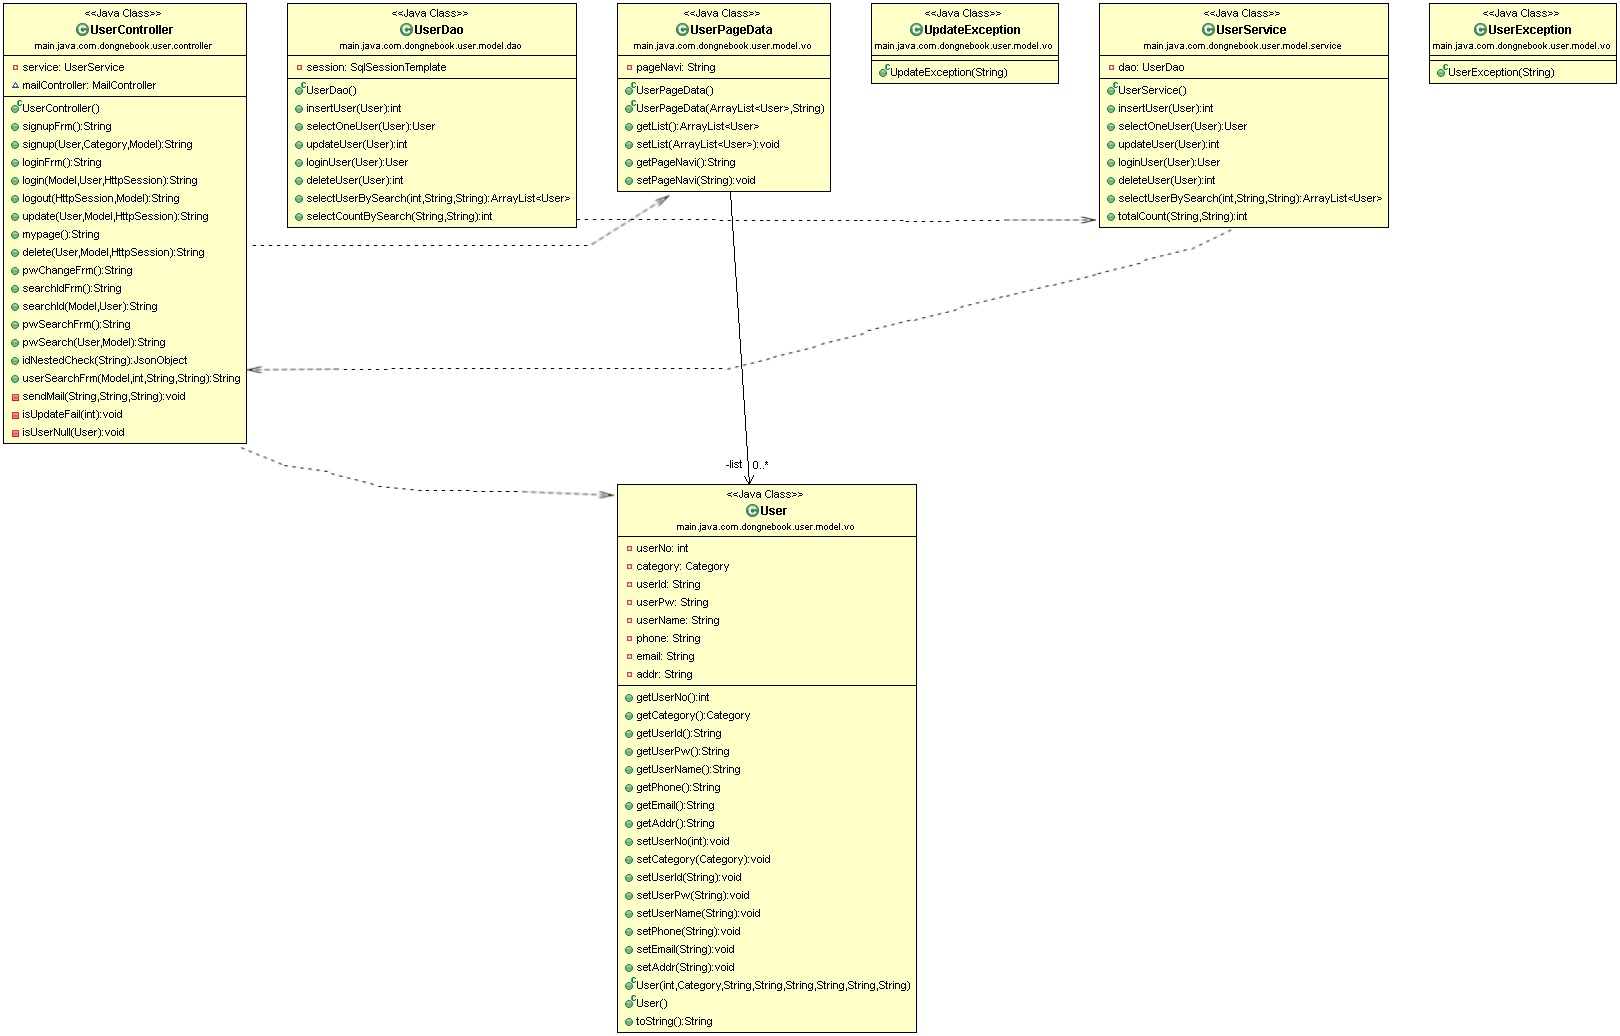 <<Java Class>>
UserController
main.java.com.dongnebook.user.controller
service: UserService
mailController: MailController
UserController()
signupFrm():String
signup(User,Category,Model):String
loginFrm():String
login(Model,User,HttpSession):String
logout(HttpSession,Model):String
update(User,Model,HttpSession):String
mypage():String
delete(User,Model,HttpSession):String
pwChangeFrm():String
searchIdFrm():String
searchId(Model,User):String
pwSearchFrm():String
pwSearch(User,Model):String
idNestedCheck(String):JsonObject
userSearchFrm(Model,int,String,String):String
sendMail(String,String,String):void
isUpdateFail(int):void
isUserNull(User):void
<<Java Class>>
UserDao
main.java.com.dongnebook.user.model.dao
session: SqlSessionTemplate
UserDao()
insertUser(User):int
selectOneUser(User):User
updateUser(User):int
loginUser(User):User
deleteUser(User):int
selectUserBySearch(int,String,String):ArrayList<User>
selectCountBySearch(String,String):int
<<Java Class>>
UserPageData
main.java.com.dongnebook.user.model.vo
pageNavi: String
UserPageData()
UserPageData(ArrayList<User>,String)
getList():ArrayList<User>
setList(ArrayList<User>):void
getPageNavi():String
setPageNavi(String):void
<<Java Class>>
UpdateException
main.java.com.dongnebook.user.model.vo
UpdateException(String)
<<Java Class>>
UserService
main.java.com.dongnebook.user.model.service
dao: UserDao
UserService()
insertUser(User):int
selectOneUser(User):User
updateUser(User):int
loginUser(User):User
deleteUser(User):int
selectUserBySearch(int,String,String):ArrayList<User>
totalCount(String,String):int
<<Java Class>>
UserException
main.java.com.dongnebook.user.model.vo
UserException(String)
-list 0..*
<<Java Class>>
User
main.java.com.dongnebook.user.model.vo
userNo: int
category: Category
userId: String
userPw: String
userName: String
phone: String
email: String
addr: String
getUserNo():int
getCategory():Category
getUserId():String
getUserPw():String
getUserName():String
getPhone():String
getEmail():String
getAddr():String
setUserNo(int):void
setCategory(Category):void
setUserId(String):void
setUserPw(String):void
setUserName(String):void
setPhone(String):void
setEmail(String):void
setAddr(String):void
User(int,Category,String,String,String,String,String,String)
User()
toString():String